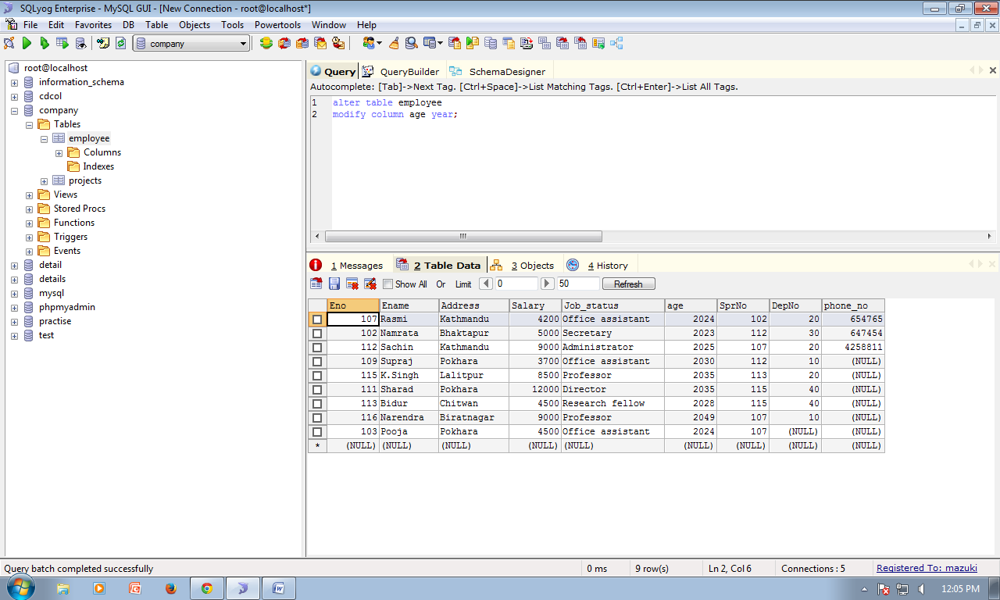 SQLyog Enterprise - MySQL GUI - [New Connection - root@localhost*]
File Edit Favorites DB Table Objects Tools Powertools Window Help
company
root@localhost
information_schema
cdcol
company
Tables
employee
Columns
Indexes
projects
Views
Stored Procs
Functions
Triggers
Events
detail
details
mysql
phpmyadmin
practise
test
Query QueryBuilder SchemaDesigner
Autocomplete: [Tab]->Next Tag. [Ctrl+Space]->List Matching Tags. [Ctrl+Enter]->List All Tags.
1 alter table employee
2 modify column age year;
1 Messages 2 Table Data 3 Objects 4 History
Show All Or Limit 0 50 Refresh
Eno Ename Address Salary Job_status age SprNo DepNo phone_no
107 Rasmi Kathmandu 4200 Office assistant 2024 102 20 654765
102 Namrata Bhaktapur 5000 Secretary 2023 112 30 647454
112 Sachin Kathmandu 9000 Administrator 2025 107 20 4258811
109 Supraj Pokhara 3700 Office assistant 2030 112 10 (NULL)
115 K.Singh Lalitpur 8500 Professor 2035 113 20 (NULL)
111 Sharad Pokhara 12000 Director 2035 115 40 (NULL)
113 Bidur Chitwan 4500 Research fellow 2028 115 40 (NULL)
116 Narendra Biratnagar 9000 Professor 2049 107 10 (NULL)
103 Pooja Pokhara 4500 Office assistant 2024 107 (NULL) (NULL)
* (NULL) (NULL) (NULL) (NULL) (NULL) (NULL) (NULL) (NULL) (NULL)
Query batch completed successfully 0 ms 9 row(s) Ln 2, Col 6 Connections : 5 Registered To: mazuki
12:05 PM